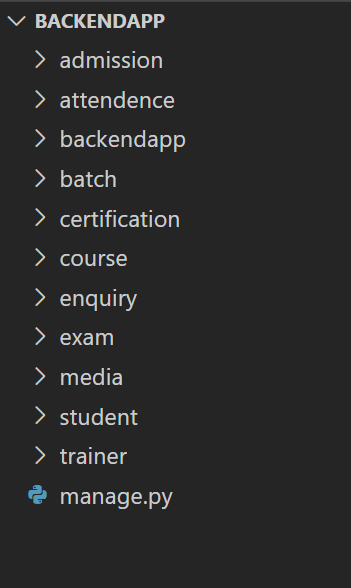 BACKENDAPP
admission
attendence
backendapp
batch
certification
course
enquiry
exam
media
student
trainer
manage.py